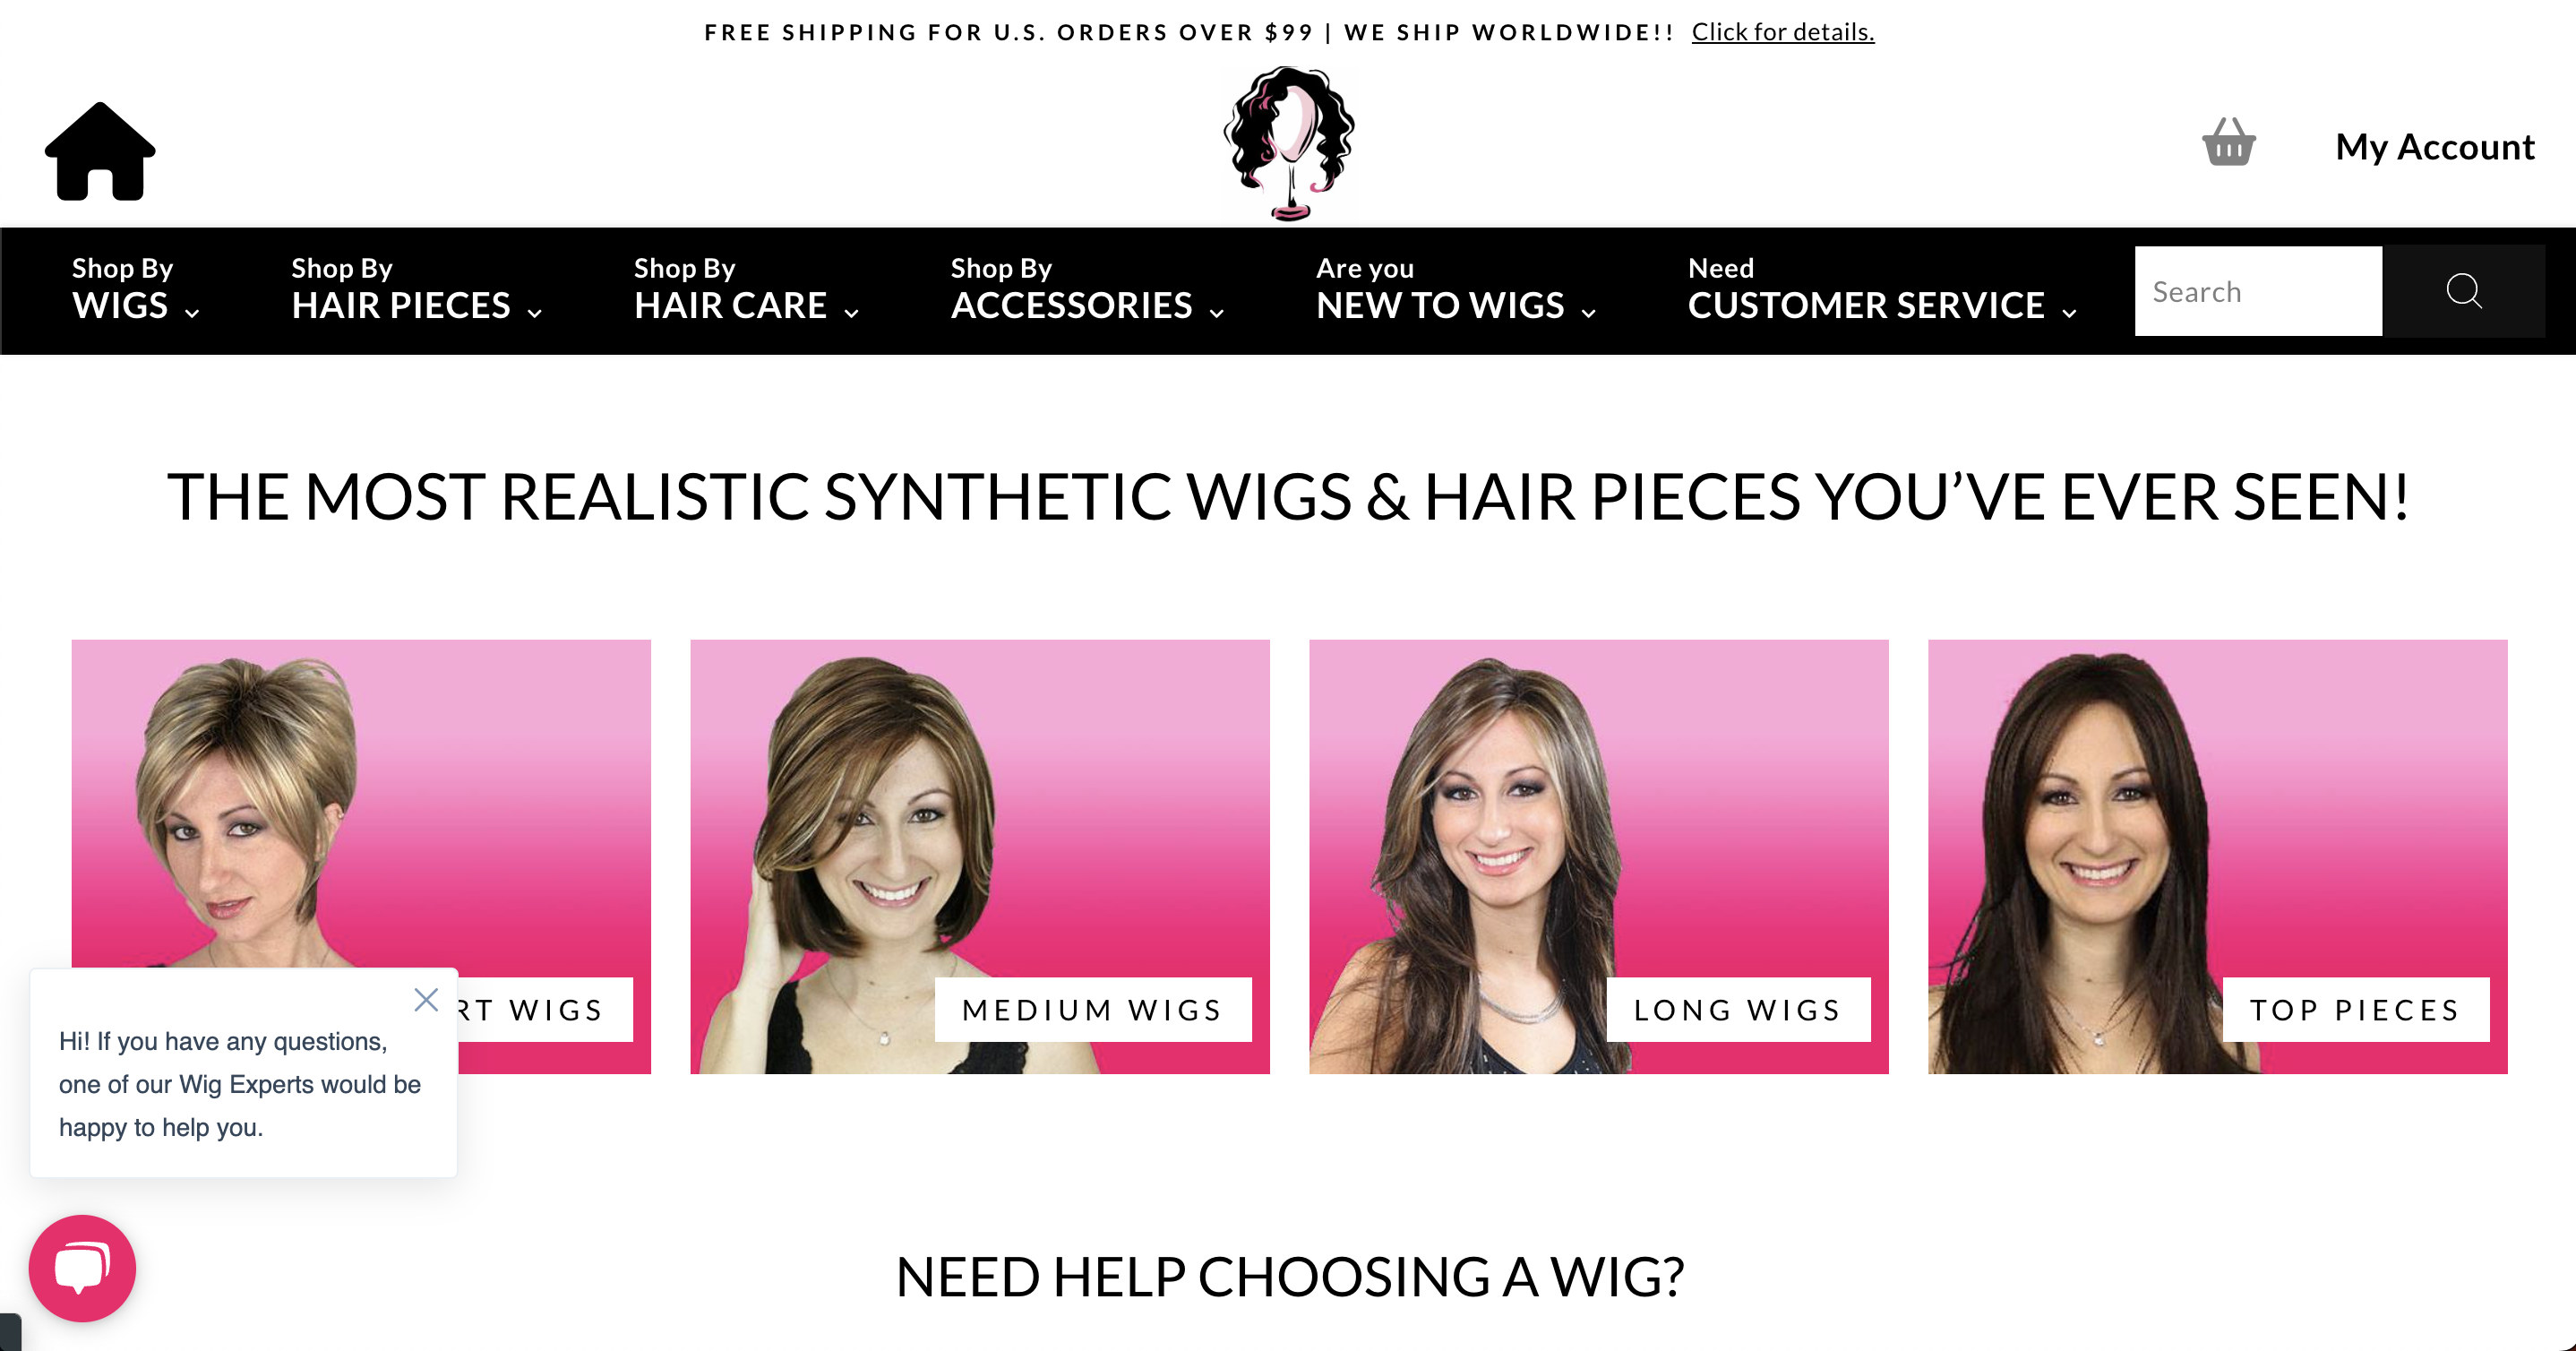 FREE SHIPPING FOR U.S. ORDERS OVER $99 | WE SHIP WORLDWIDE!! Click for details.
My Account
Shop By
WIGS
Shop By
HAIR PIECES
Shop By
HAIR CARE
Shop By
ACCESSORIES
Are you
NEW TO WIGS
Need
CUSTOMER SERVICE
Search
THE MOST REALISTIC SYNTHETIC WIGS & HAIR PIECES YOU’VE EVER SEEN!
RT WIGS
MEDIUM WIGS
LONG WIGS
TOP PIECES
Hi! If you have any questions,
one of our Wig Experts would be
happy to help you.
NEED HELP CHOOSING A WIG?